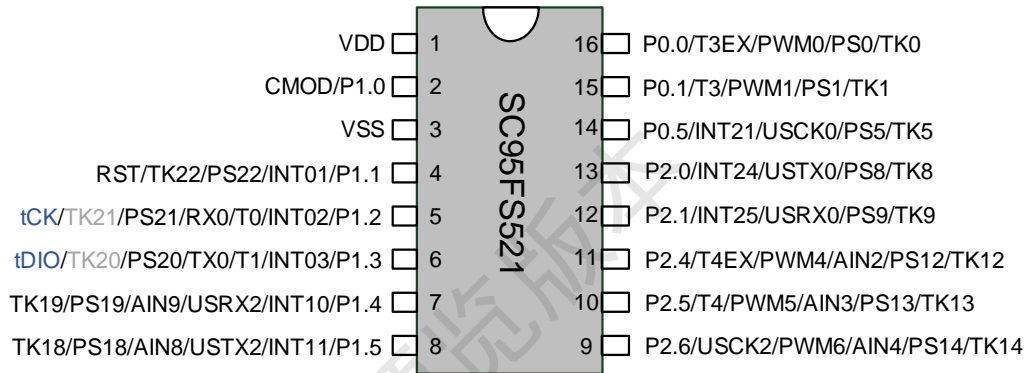 VDD 1 16 P0.0/T3EX/PWM0/PS0/TK0
CMOD/P1.0 2 15 P0.1/T3/PWM1/PS1/TK1
VSS 3 14 P0.5/INT21/USCK0/PS5/TK5
RST/TK22/PS22/INT01/P1.1 4 13 P2.0/INT24/USTX0/PS8/TK8
tCK/TK21/PS21/RX0/T0/INT02/P1.2 5 12 P2.1/INT25/USRX0/PS9/TK9
tDIO/TK20/PS20/TX0/T1/INT03/P1.3 6 11 P2.4/T4EX/PWM4/AIN2/PS12/TK12
TK19/PS19/AIN9/USRX2/INT10/P1.4 7 10 P2.5/T4/PWM5/AIN3/PS13/TK13
TK18/PS18/AIN8/USTX2/INT11/P1.5 8 9 P2.6/USCK2/PWM6/AIN4/PS14/TK14
SC95FS521
览版本